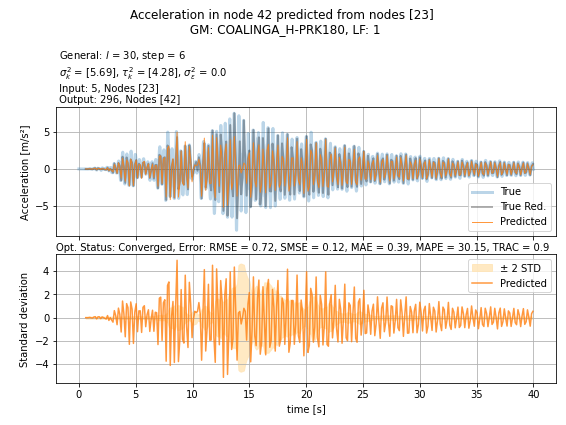 Acceleration in node 42 predicted from nodes [23]
GM: COALINGA_H-PRK180, LF: 1
General: l = 30, step = 6
σ²ₖ = [5.69], τ²ₖ = [4.28], σ²ε = 0.0
Input: 5, Nodes [23]
Output: 296, Nodes [42]
Acceleration [m/s²]
5
0
−5
True
True Red.
Predicted
Opt. Status: Converged, Error: RMSE = 0.72, SMSE = 0.12, MAE = 0.39, MAPE = 30.15, TRAC = 0.9
Standard deviation
4
2
0
−2
−4
± 2 STD
Predicted
0 5 10 15 20 25 30 35 40
time [s]